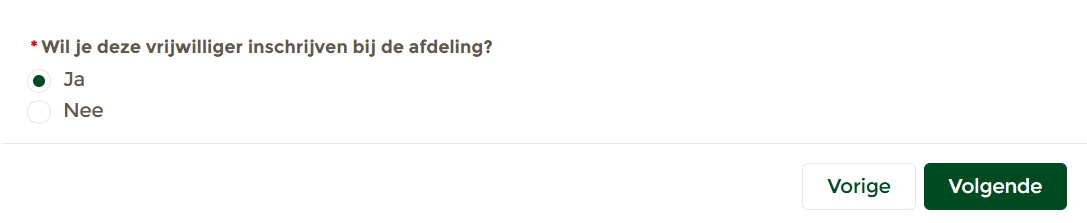 * Wil je deze vrijwilliger inschrijven bij de afdeling?
Ja
Nee
Vorige
Volgende